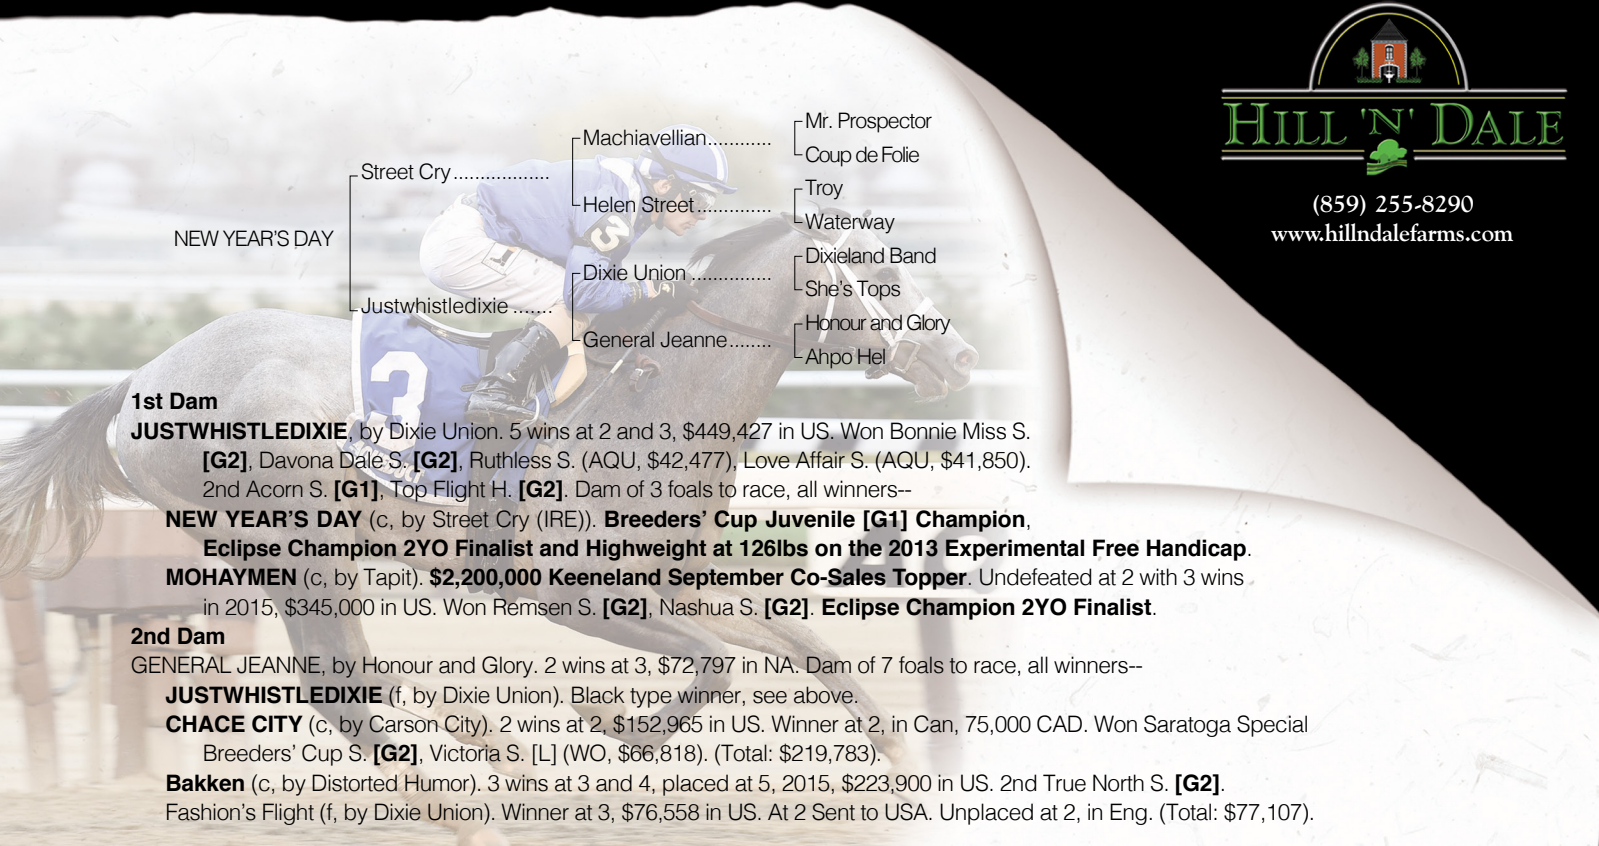 HILL 'N' DALE
(859) 255-8290
www.hillndalefarms.com
Mr. Prospector
Machiavellian............
Coup de Folie
Street Cry..................
Troy
Helen Street..............
Waterway
NEW YEAR'S DAY
Dixieland Band
Dixie Union ...............
She's Tops
Justwhistledixie .......
Honour and Glory
General Jeanne........
Ahpo Hel
3
3
1st Dam
JUSTWHISTLEDIXIE, by Dixie Union. 5 wins at 2 and 3, $449,427 in US. Won Bonnie Miss S.
[G2], Davona Dale S. [G2], Ruthless S. (AQU, $42,477), Love Affair S. (AQU, $41,850).
2nd Acorn S. [G1], Top Flight H. [G2]. Dam of 3 foals to race, all winners--
NEW YEAR'S DAY (c, by Street Cry (IRE)). Breeders' Cup Juvenile [G1] Champion,
Eclipse Champion 2YO Finalist and Highweight at 126lbs on the 2013 Experimental Free Handicap.
MOHAYMEN (c, by Tapit). $2,200,000 Keeneland September Co-Sales Topper. Undefeated at 2 with 3 wins
in 2015, $345,000 in US. Won Remsen S. [G2], Nashua S. [G2]. Eclipse Champion 2YO Finalist.
2nd Dam
GENERAL JEANNE, by Honour and Glory. 2 wins at 3, $72,797 in NA. Dam of 7 foals to race, all winners--
JUSTWHISTLEDIXIE (f, by Dixie Union). Black type winner, see above.
CHACE CITY (c, by Carson City). 2 wins at 2, $152,965 in US. Winner at 2, in Can, 75,000 CAD. Won Saratoga Special
Breeders' Cup S. [G2], Victoria S. [L] (WO, $66,818). (Total: $219,783).
Bakken (c, by Distorted Humor). 3 wins at 3 and 4, placed at 5, 2015, $223,900 in US. 2nd True North S. [G2].
Fashion's Flight (f, by Dixie Union). Winner at 3, $76,558 in US. At 2 Sent to USA. Unplaced at 2, in Eng. (Total: $77,107).